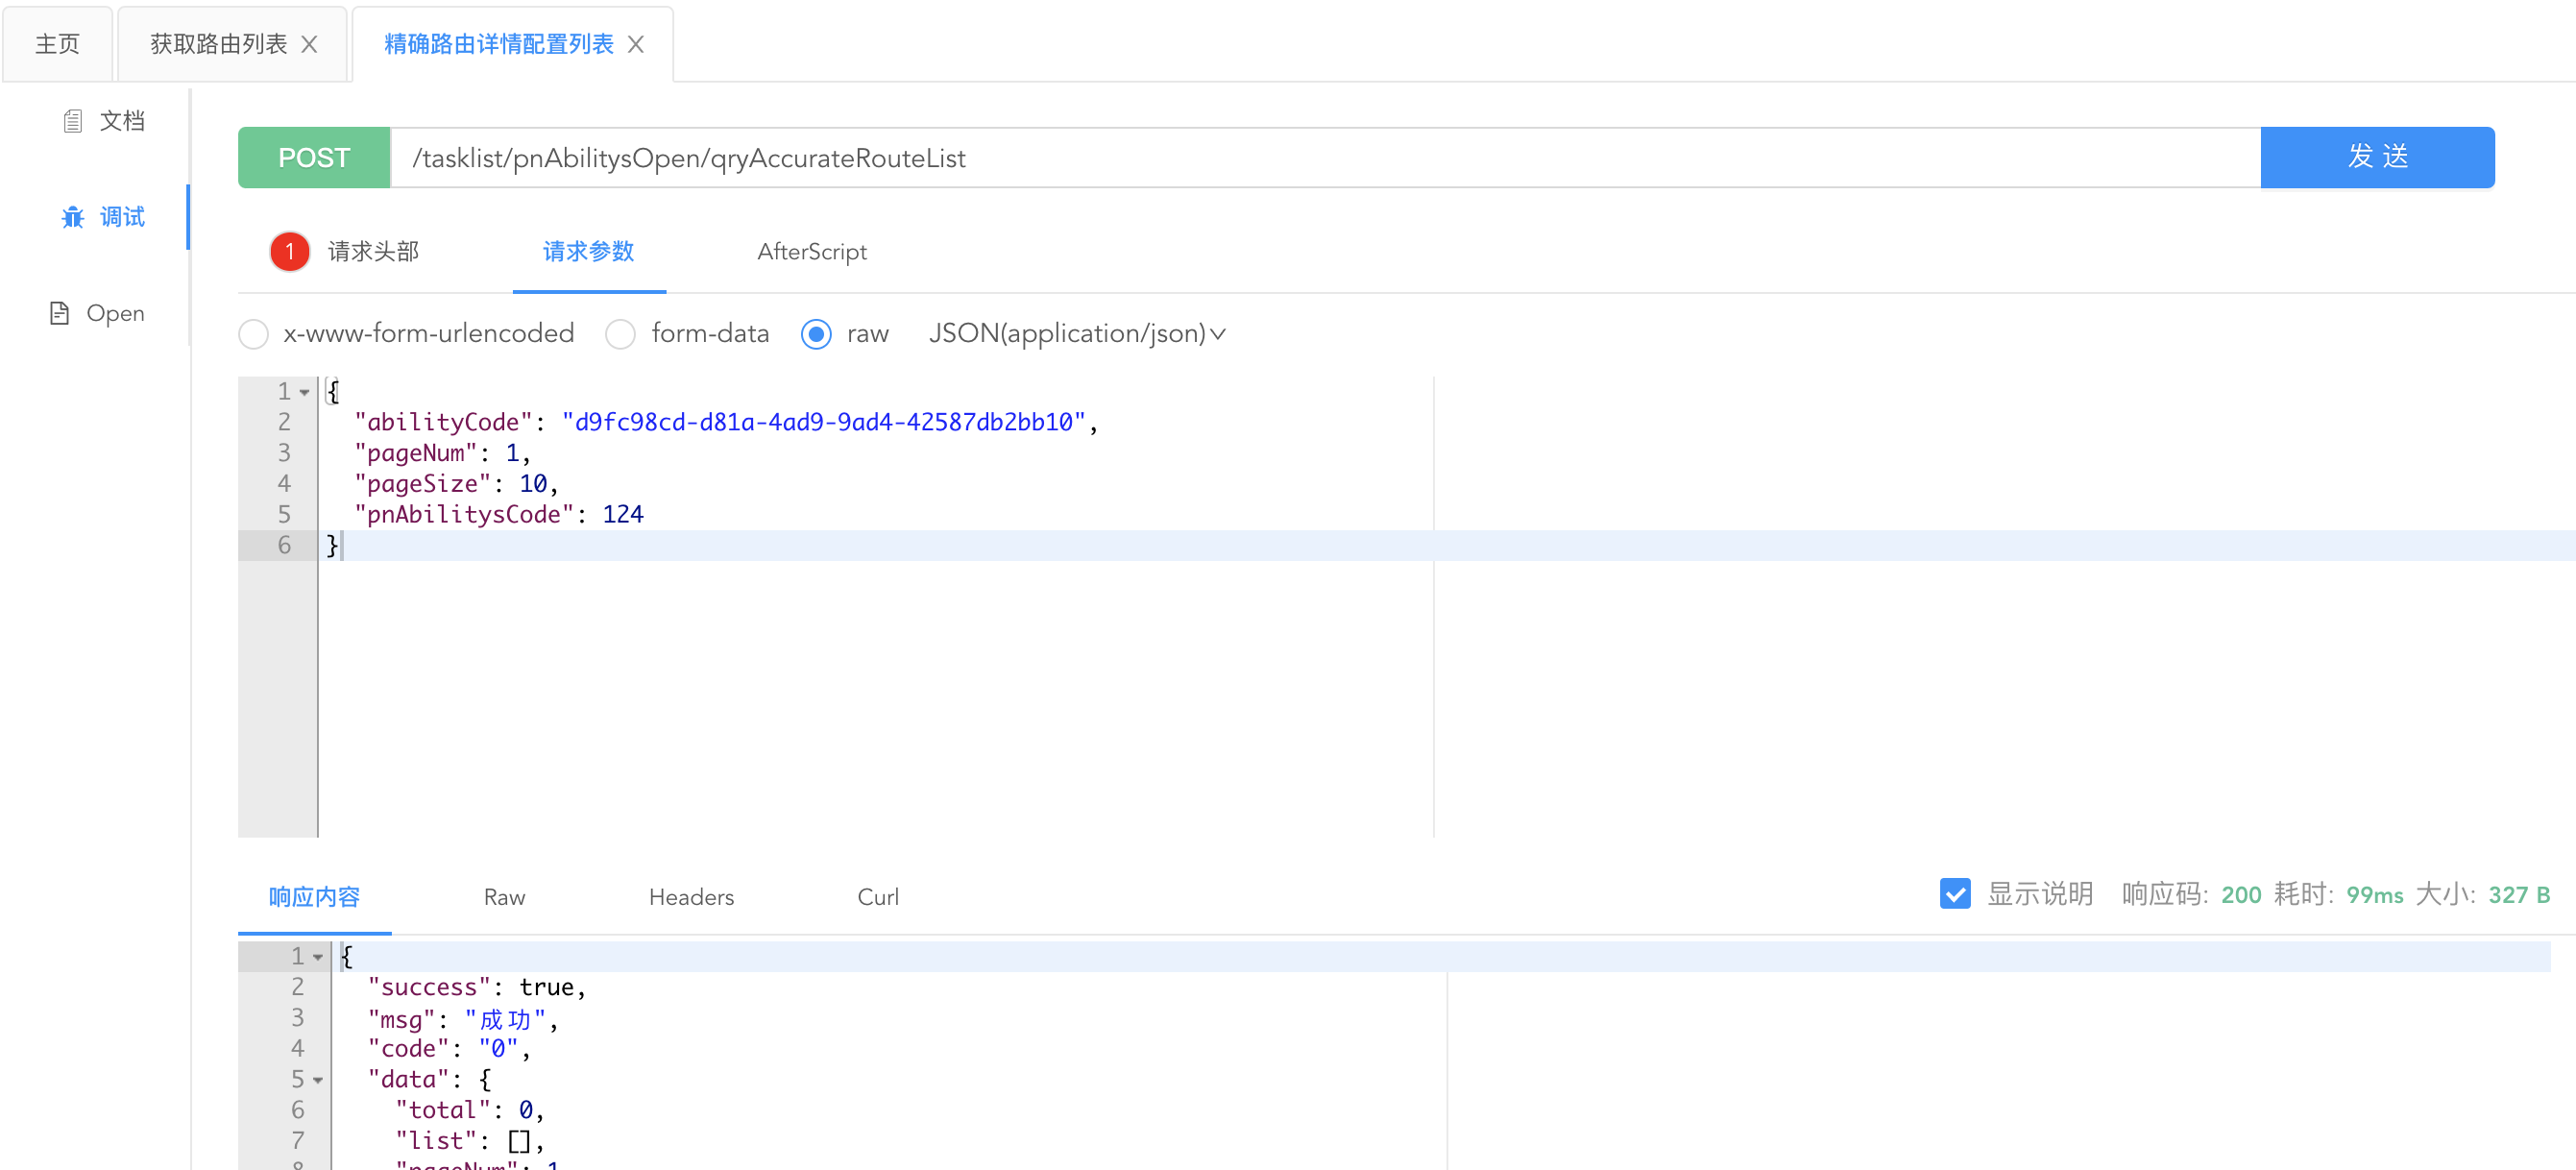 主页
获取路由列表 X
精确路由详情配置列表 X
文档
调试
Open
POST /tasklist/pnAbilitysOpen/qryAccurateRouteList 发 送
1 请求头部 请求参数 AfterScript
x-www-form-urlencoded form-data raw JSON(application/json)
1 {
2 "abilityCode": "d9fc98cd-d81a-4ad9-9ad4-42587db2bb10",
3 "pageNum": 1,
4 "pageSize": 10,
5 "pnAbilitysCode": 124
6 }
响应内容 Raw Headers Curl 显示说明 响应码: 200 耗时: 99ms 大小: 327 B
1 {
2 "success": true,
3 "msg": "成功",
4 "code": "0",
5 "data": {
6 "total": 0,
7 "list": [],
8 "pageNum": 1